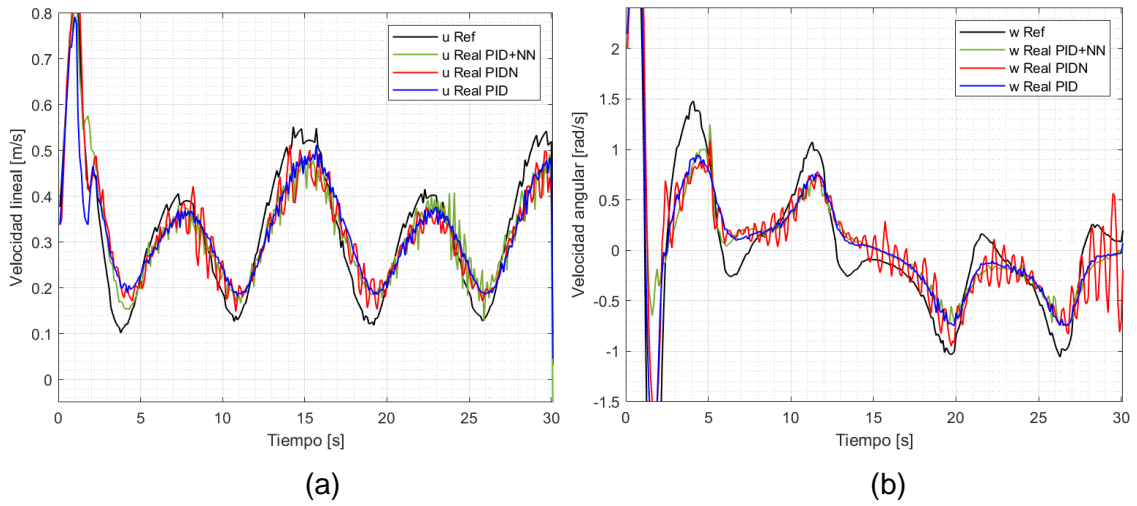 0.8
0.7
0.6
0.5
0.4
0.3
0.2
0.1
0
Velocidad lineal [m/s]
u Ref
u Real PID+NN
u Real PIDN
u Real PID
0 5 10 15 20 25 30
Tiempo [s]
(a)
2
1.5
1
0.5
0
-0.5
-1
-1.5
Velocidad angular [rad/s]
w Ref
w Real PID+NN
w Real PIDN
w Real PID
0 5 10 15 20 25 30
Tiempo [s]
(b)